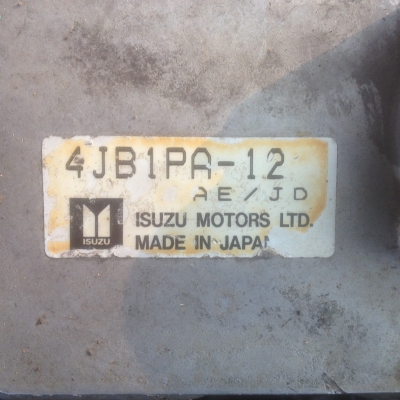 4JB1PA-12
AE/JD
ISUZU MOTORS LTD.
ISUZU
MADE IN JAPAN